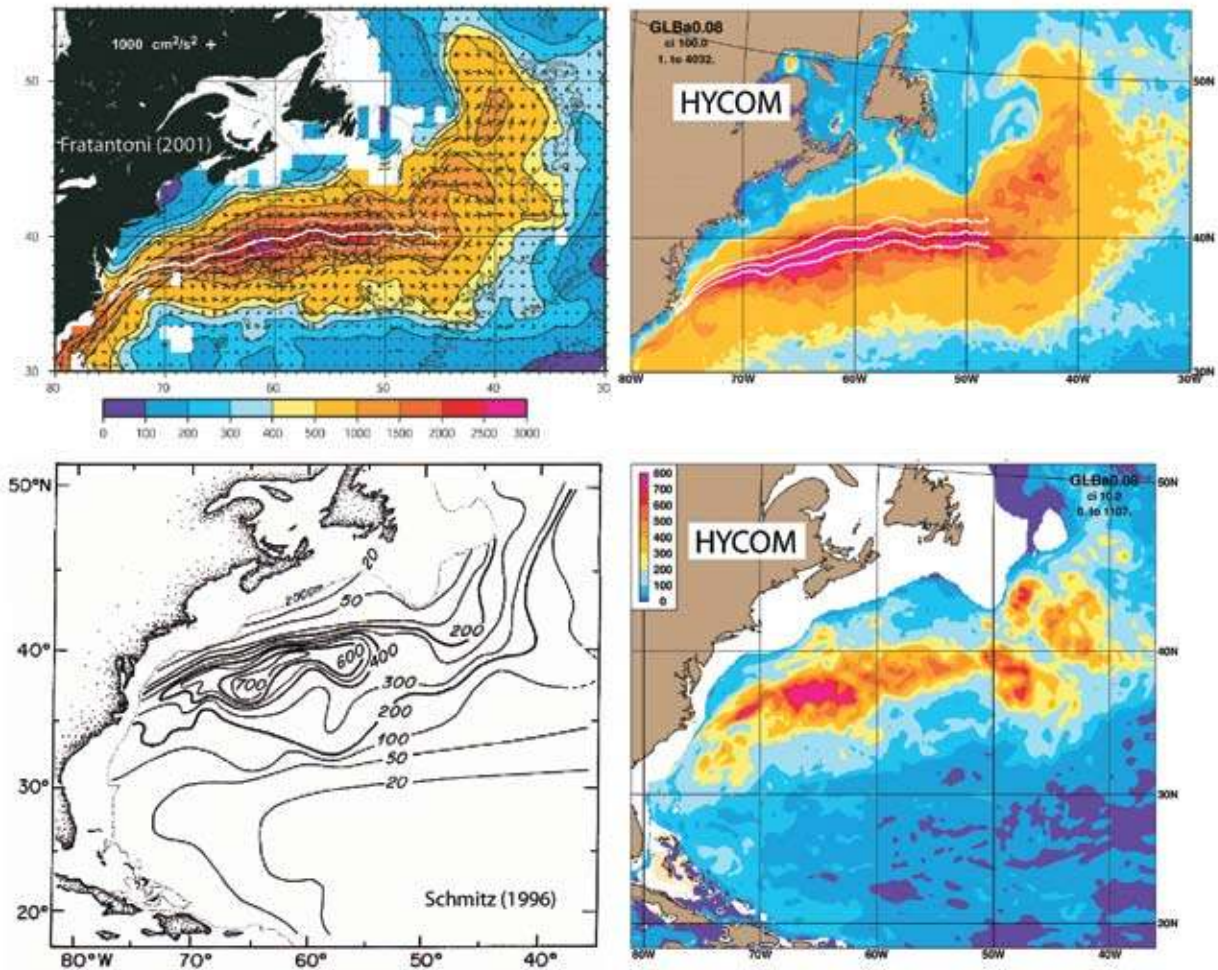 1000 cm²/s²
Fratantoni (2001)
50
40
30
80 70 60 50 40 30
0 100 200 300 400 500 1000 1500 2000 2500 3000
GLBa0.08
ci 100.0
1. to 4032.
HYCOM
50N
40N
30N
80W 70W 60W 50W 40W 30W
50°N
40°
30°
20°
80°W 70° 60° 50° 40°
2500m
20
50
200
600
400
700
300
200
100
50
20
Schmitz (1996)
800
700
600
500
400
300
200
100
0
HYCOM
GLBa0.08
ci 10.0
0. to 1107.
50N
40N
30N
20N
80W 70W 60W 50W 40W